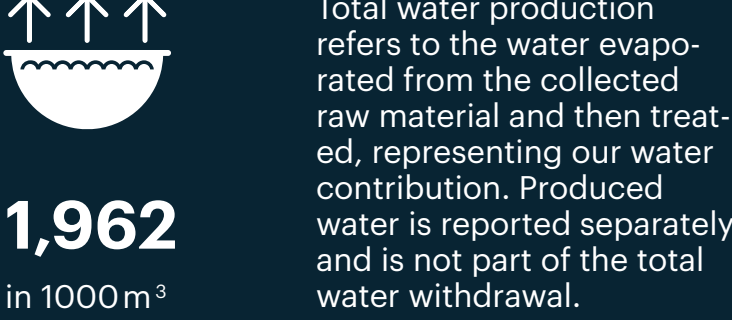 1,962
in 1000 m³
Total water production
refers to the water evapo-
rated from the collected
raw material and then treat-
ed, representing our water
contribution. Produced
water is reported separately
and is not part of the total
water withdrawal.